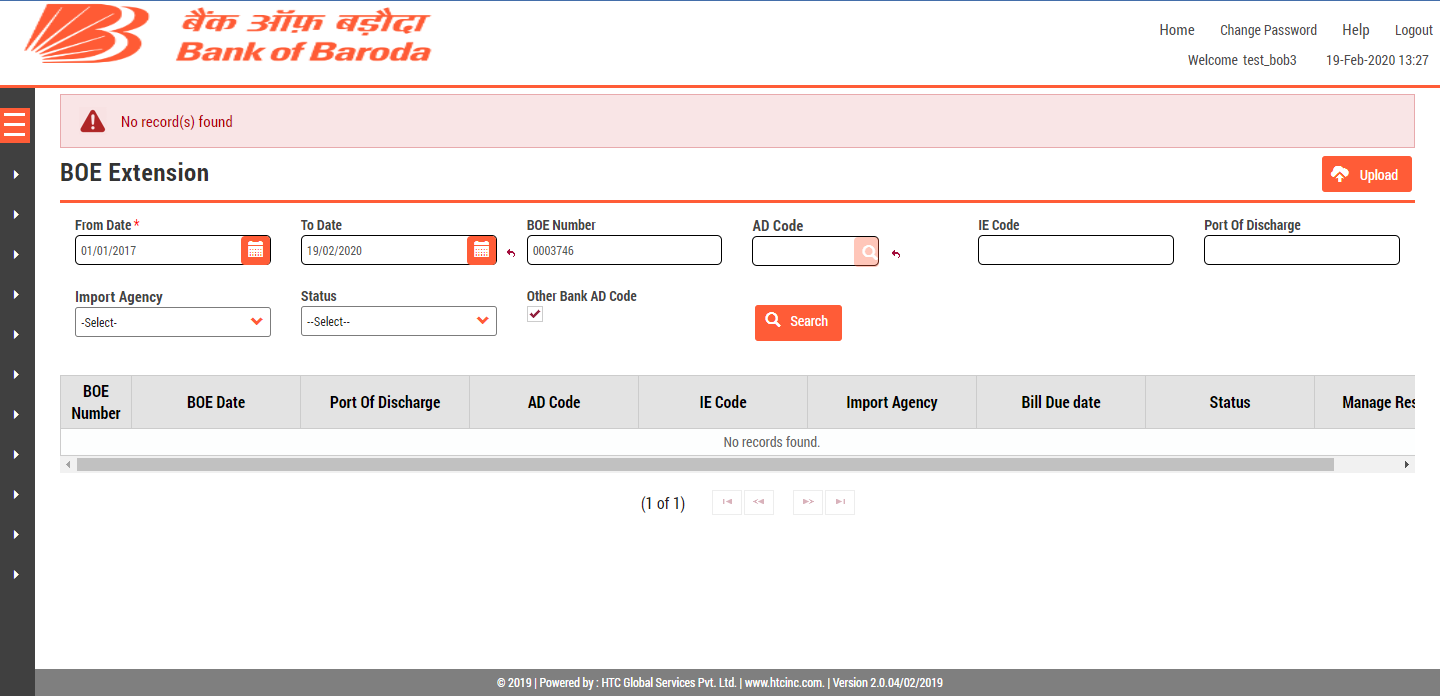 बैंक ऑफ़ बड़ौदा
Bank of Baroda
Home Change Password Help Logout
Welcome test_bob3 19-Feb-2020 13:27
No record(s) found
BOE Extension
Upload
From Date * To Date BOE Number AD Code IE Code Port Of Discharge
01/01/2017 19/02/2020 0003746
Import Agency Status Other Bank AD Code
-Select- --Select-- Search
BOE Number BOE Date Port Of Discharge AD Code IE Code Import Agency Bill Due date Status Manage Res
No records found.
(1 of 1)
© 2019 | Powered by : HTC Global Services Pvt. Ltd. | www.htcinc.com. | Version 2.0.04/02/2019